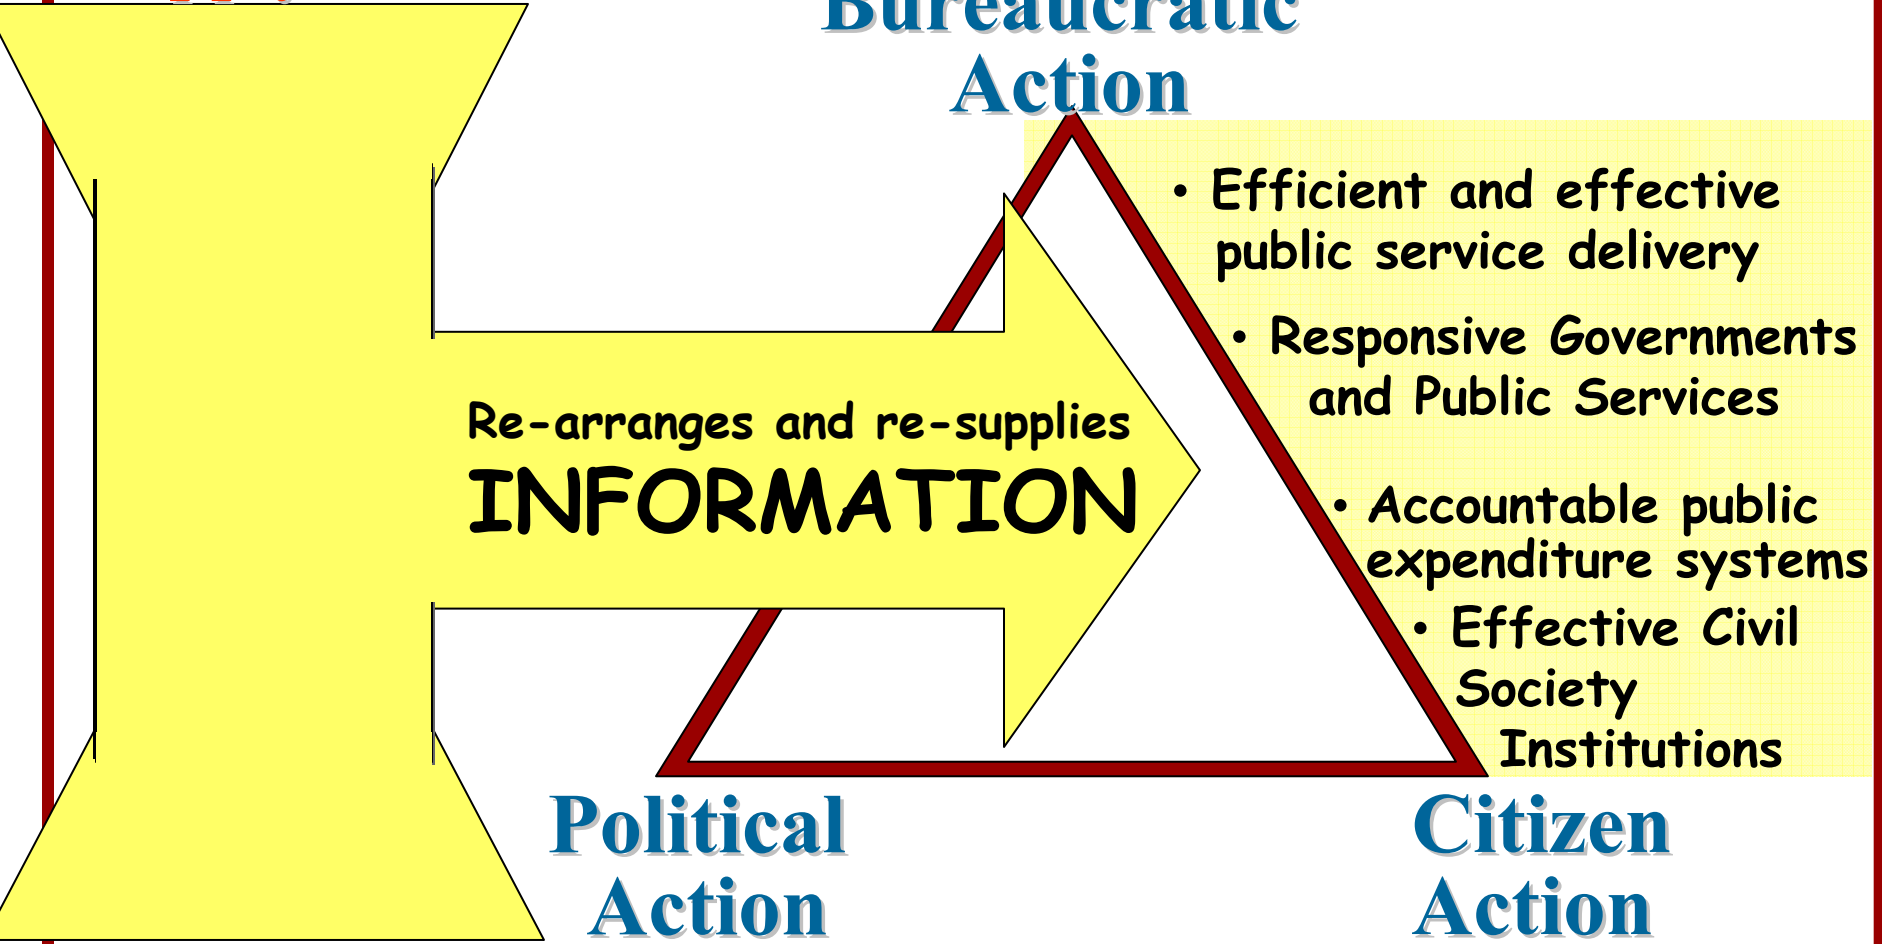 Bureaucratic
Action
• Efficient and effective
public service delivery
• Responsive Governments
and Public Services
Re-arranges and re-supplies
INFORMATION
• Accountable public
expenditure systems
• Effective Civil
Society
Institutions
Political
Action
Citizen
Action